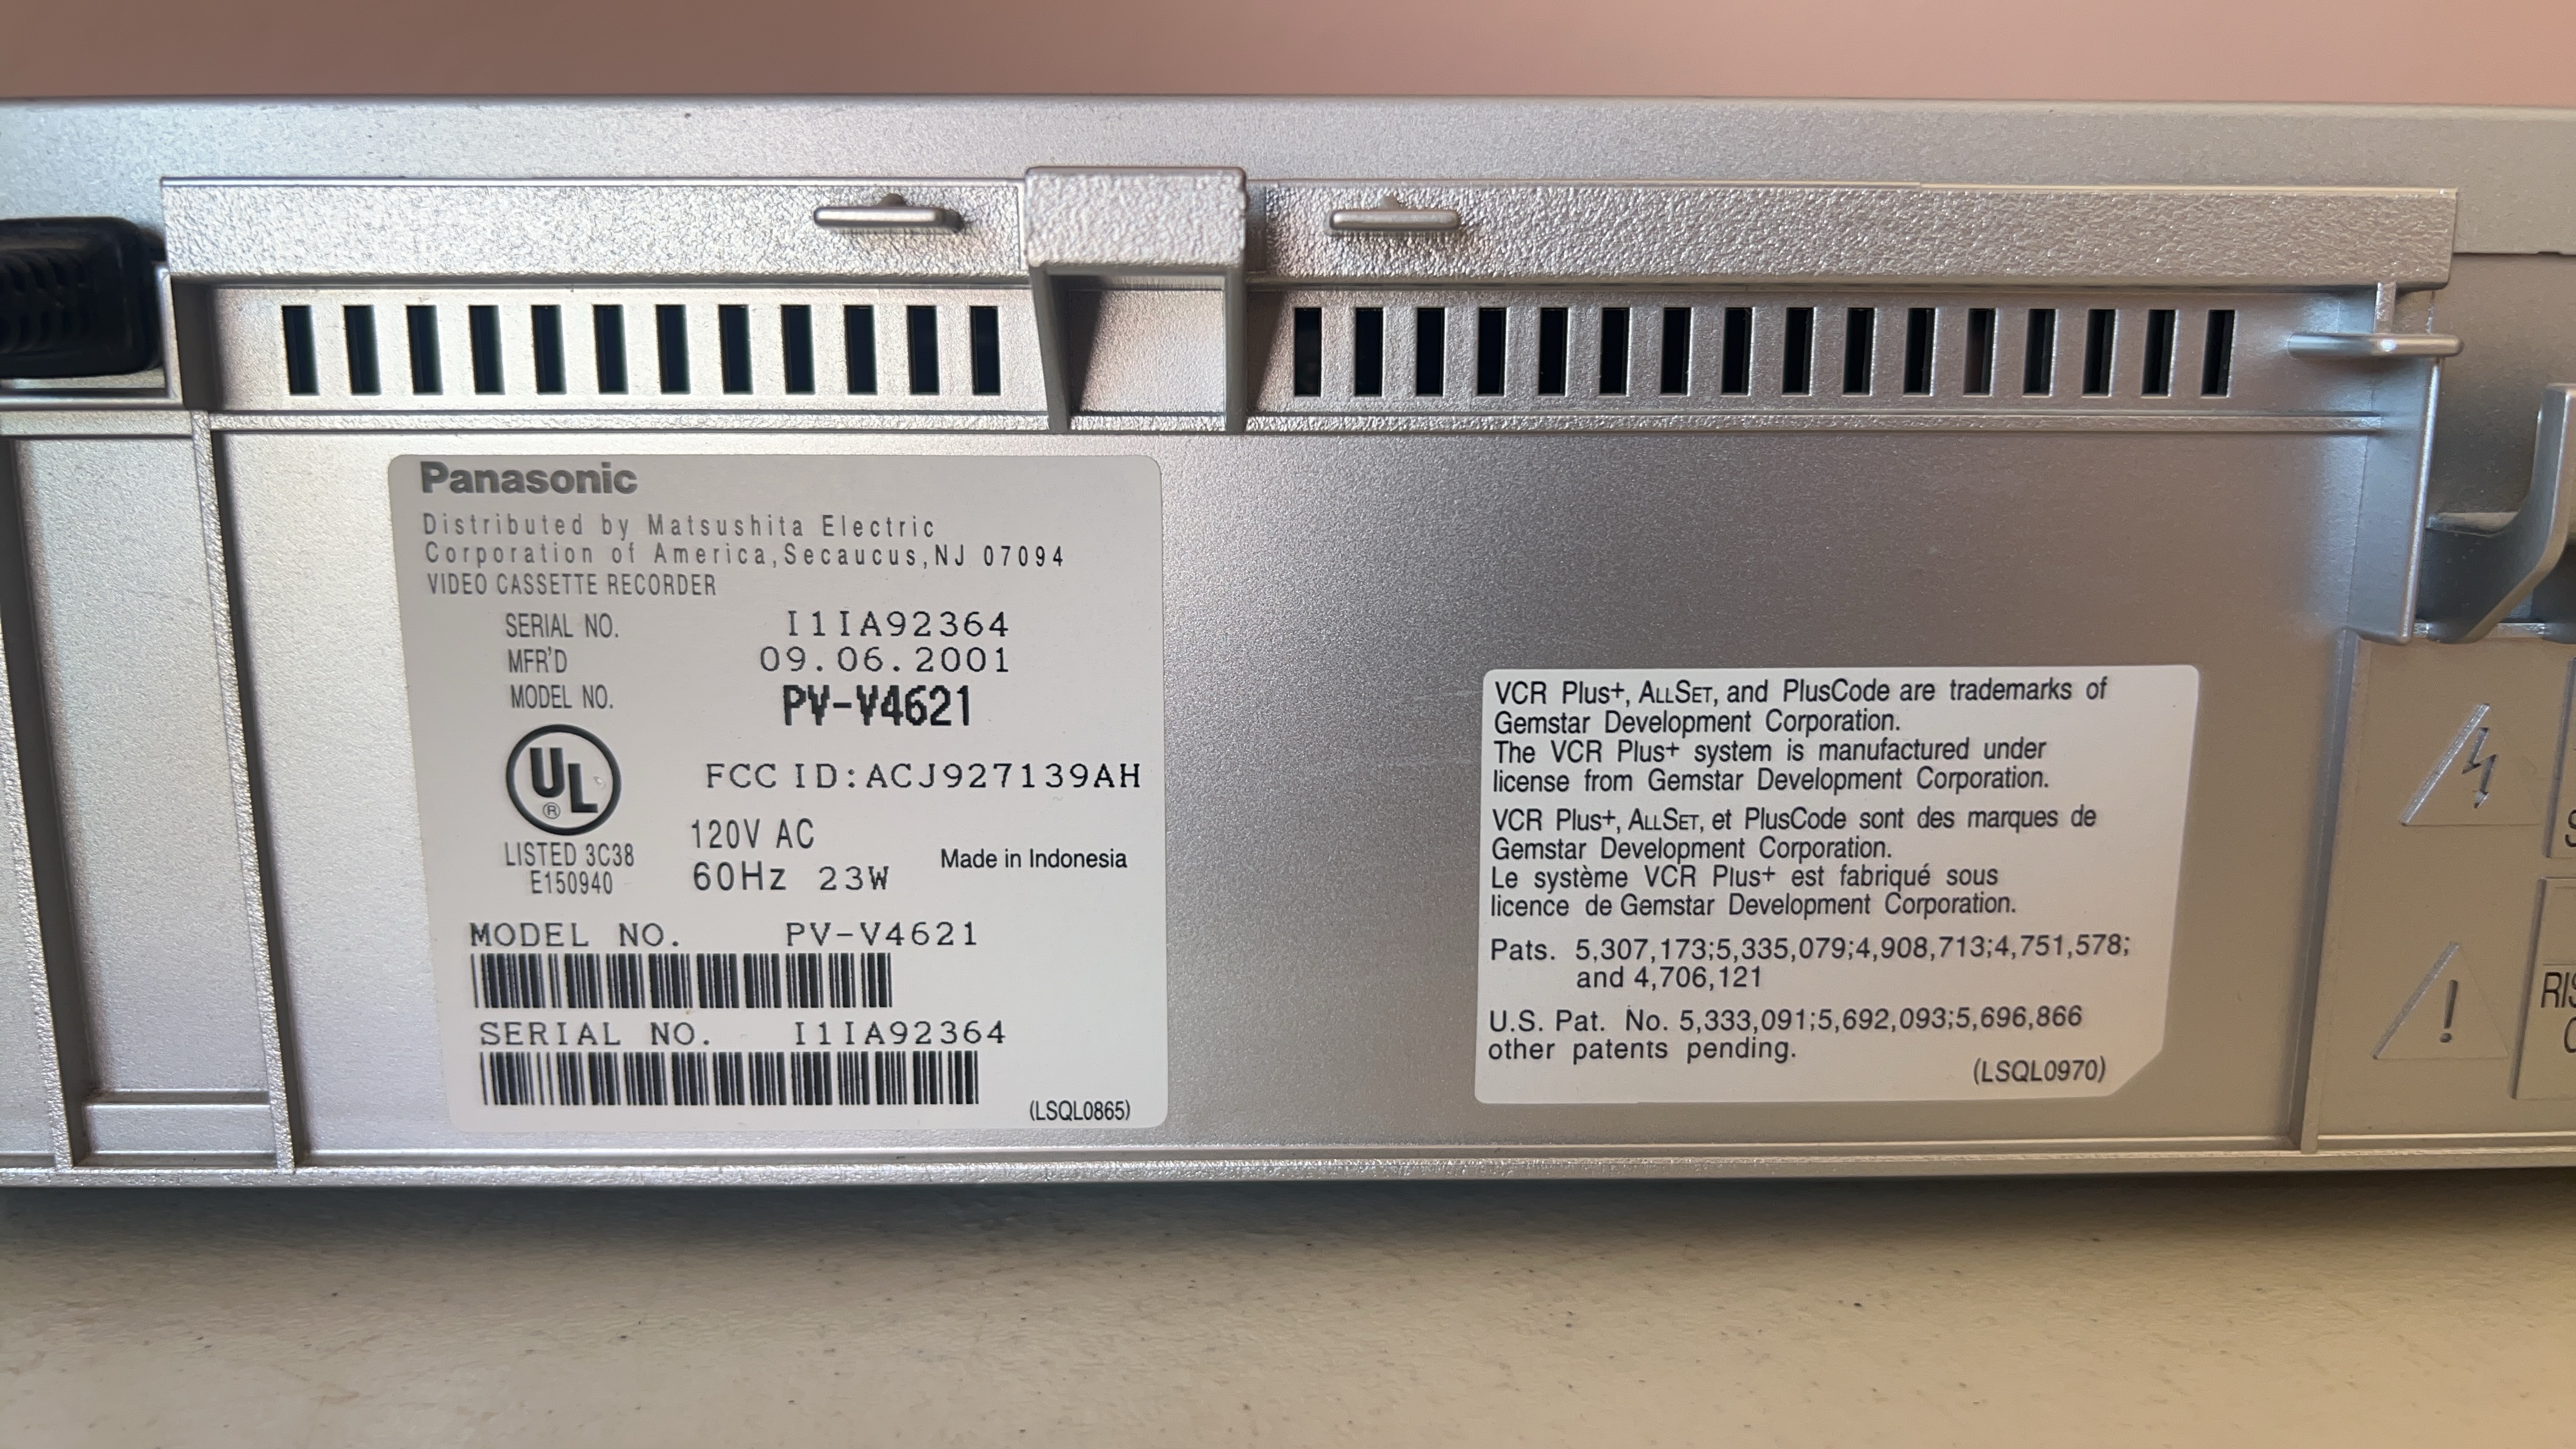 Panasonic
Distributed by Matsushita Electric
Corporation of America,Secaucus,NJ 07094
VIDEO CASSETTE RECORDER
SERIAL NO. I1IA92364
MFR'D 09.06.2001
MODEL NO. PV-V4621
UL
®
LISTED 3C38
E150940
FCC ID:ACJ927139AH
120V AC
60Hz 23W
Made in Indonesia
MODEL NO. PV-V4621
SERIAL NO. I1IA92364
(LSQL0865)
VCR Plus+, ALLSET, and PlusCode are trademarks of
Gemstar Development Corporation.
The VCR Plus+ system is manufactured under
license from Gemstar Development Corporation.
VCR Plus+, ALLSET, et PlusCode sont des marques de
Gemstar Development Corporation.
Le système VCR Plus+ est fabriqué sous
licence de Gemstar Development Corporation.
Pats. 5,307,173;5,335,079;4,908,713;4,751,578;
and 4,706,121
U.S. Pat. No. 5,333,091;5,692,093;5,696,866
other patents pending.
(LSQL0970)